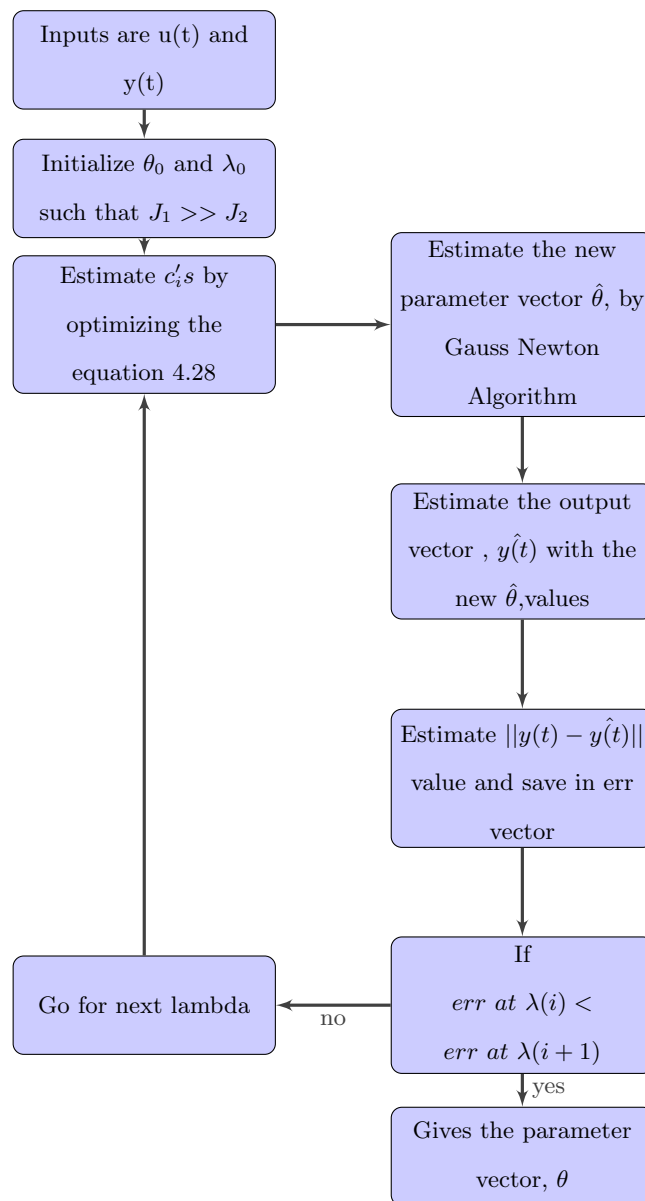 Inputs are u(t) and
y(t)
Initialize θ₀ and λ₀
such that J₁ >> J₂
Estimate c′ᵢs by
optimizing the
equation 4.28
Estimate the new
parameter vector θ̂, by
Gauss Newton
Algorithm
Estimate the output
vector , ŷ(t) with the
new θ̂,values
Estimate ||y(t) − ŷ(t)||
value and save in err
vector
If
err at λ(i) <
err at λ(i + 1)
no
Go for next lambda
yes
Gives the parameter
vector, θ